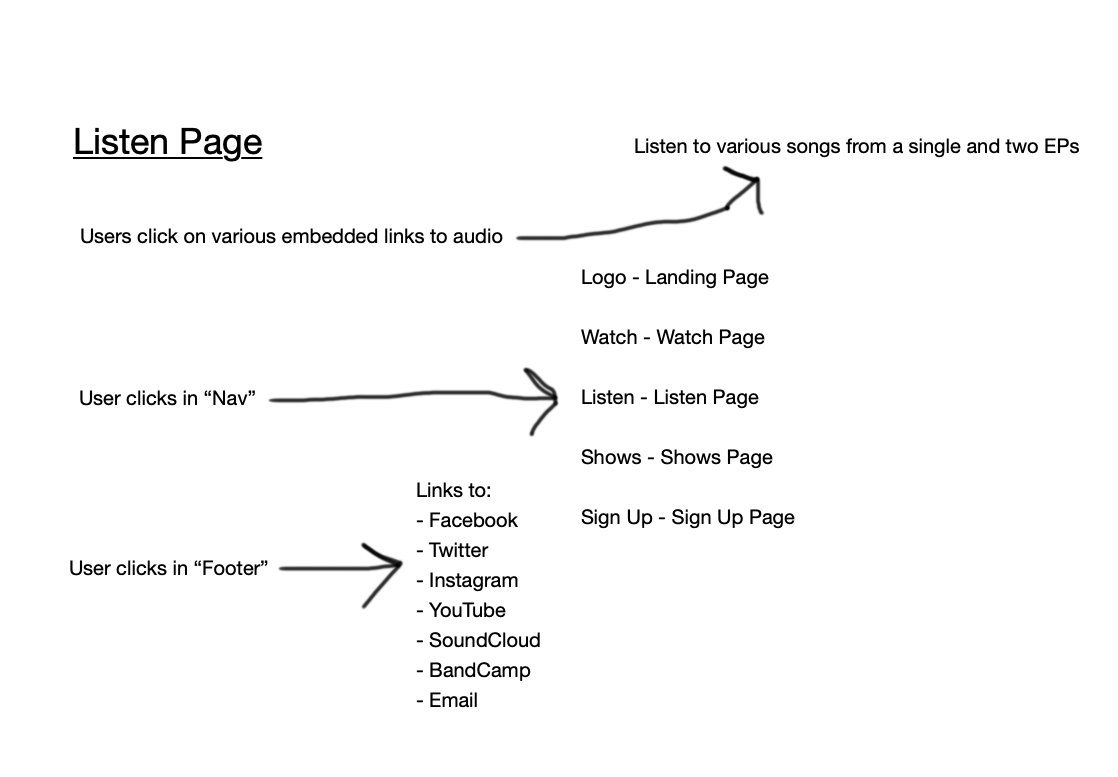 Listen Page
Listen to various songs from a single and two EPs
Users click on various embedded links to audio
Logo - Landing Page
Watch - Watch Page
User clicks in “Nav”
Listen - Listen Page
Shows - Shows Page
Sign Up - Sign Up Page
User clicks in “Footer”
Links to:
- Facebook
- Twitter
- Instagram
- YouTube
- SoundCloud
- BandCamp
- Email